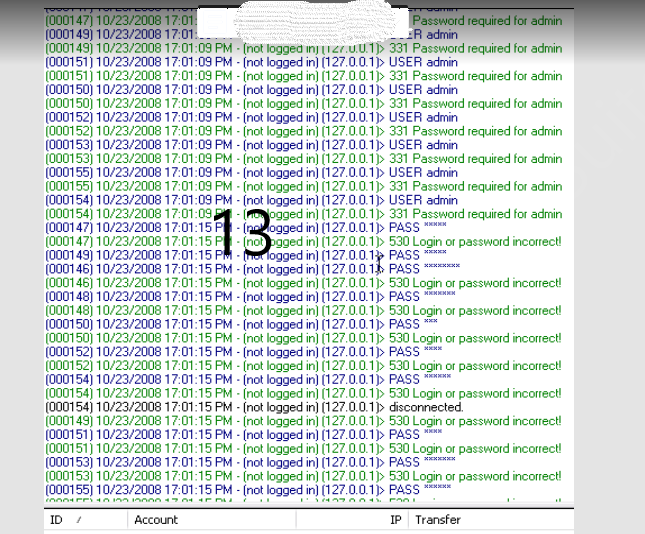 (000147) 10/23/2008 17:01: Password required for admin
(000149) 10/23/2008 17:01: admin
(000149) 10/23/2008 17:01:09 PM - (not logged in) (127.0.0.1)> 331 Password required for admin
(000151) 10/23/2008 17:01:09 PM - (not logged in) (127.0.0.1)> USER admin
(000151) 10/23/2008 17:01:09 PM - (not logged in) (127.0.0.1)> 331 Password required for admin
(000150) 10/23/2008 17:01:09 PM - (not logged in) (127.0.0.1)> USER admin
(000150) 10/23/2008 17:01:09 PM - (not logged in) (127.0.0.1)> 331 Password required for admin
(000152) 10/23/2008 17:01:09 PM - (not logged in) (127.0.0.1)> USER admin
(000152) 10/23/2008 17:01:09 PM - (not logged in) (127.0.0.1)> 331 Password required for admin
(000153) 10/23/2008 17:01:09 PM - (not logged in) (127.0.0.1)> USER admin
(000153) 10/23/2008 17:01:09 PM - (not logged in) (127.0.0.1)> 331 Password required for admin
(000155) 10/23/2008 17:01:09 PM - (not logged in) (127.0.0.1)> USER admin
(000155) 10/23/2008 17:01:09 PM - (not logged in) (127.0.0.1)> 331 Password required for admin
(000154) 10/23/2008 17:01:09 PM - (not logged in) (127.0.0.1)> USER admin
(000154) 10/23/2008 17:01:09 PM - (not logged in) (127.0.0.1)> 331 Password required for admin
(000147) 10/23/2008 17:01:15 PM - (not logged in) (127.0.0.1)> PASS *****
13
(000147) 10/23/2008 17:01:15 PM - (not logged in) (127.0.0.1)> 530 Login or password incorrect!
(000149) 10/23/2008 17:01:15 PM - (not logged in) (127.0.0.1)> PASS *****
(000146) 10/23/2008 17:01:15 PM - (not logged in) (127.0.0.1)> PASS ********
(000146) 10/23/2008 17:01:15 PM - (not logged in) (127.0.0.1)> 530 Login or password incorrect!
(000148) 10/23/2008 17:01:15 PM - (not logged in) (127.0.0.1)> PASS *******
(000148) 10/23/2008 17:01:15 PM - (not logged in) (127.0.0.1)> 530 Login or password incorrect!
(000150) 10/23/2008 17:01:15 PM - (not logged in) (127.0.0.1)> PASS ***
(000150) 10/23/2008 17:01:15 PM - (not logged in) (127.0.0.1)> 530 Login or password incorrect!
(000152) 10/23/2008 17:01:15 PM - (not logged in) (127.0.0.1)> PASS ****
(000152) 10/23/2008 17:01:15 PM - (not logged in) (127.0.0.1)> 530 Login or password incorrect!
(000154) 10/23/2008 17:01:15 PM - (not logged in) (127.0.0.1)> PASS ******
(000154) 10/23/2008 17:01:15 PM - (not logged in) (127.0.0.1)> 530 Login or password incorrect!
(000154) 10/23/2008 17:01:15 PM - (not logged in) (127.0.0.1)> disconnected.
(000149) 10/23/2008 17:01:15 PM - (not logged in) (127.0.0.1)> 530 Login or password incorrect!
(000151) 10/23/2008 17:01:15 PM - (not logged in) (127.0.0.1)> PASS ****
(000151) 10/23/2008 17:01:15 PM - (not logged in) (127.0.0.1)> 530 Login or password incorrect!
(000153) 10/23/2008 17:01:15 PM - (not logged in) (127.0.0.1)> PASS *******
(000153) 10/23/2008 17:01:15 PM - (not logged in) (127.0.0.1)> 530 Login or password incorrect!
(000155) 10/23/2008 17:01:15 PM - (not logged in) (127.0.0.1)> PASS ******
ID / Account IP Transfer